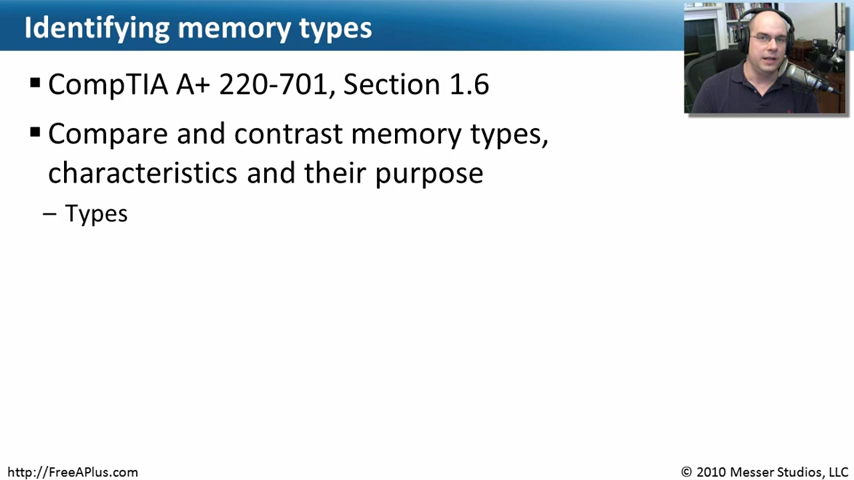 Identifying memory types
▪ CompTIA A+ 220-701, Section 1.6
▪ Compare and contrast memory types,
characteristics and their purpose
– Types
http://FreeAPlus.com
© 2010 Messer Studios, LLC